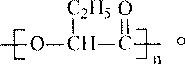 C₂H₅ O
—[O—CH—C]ₙ— 。